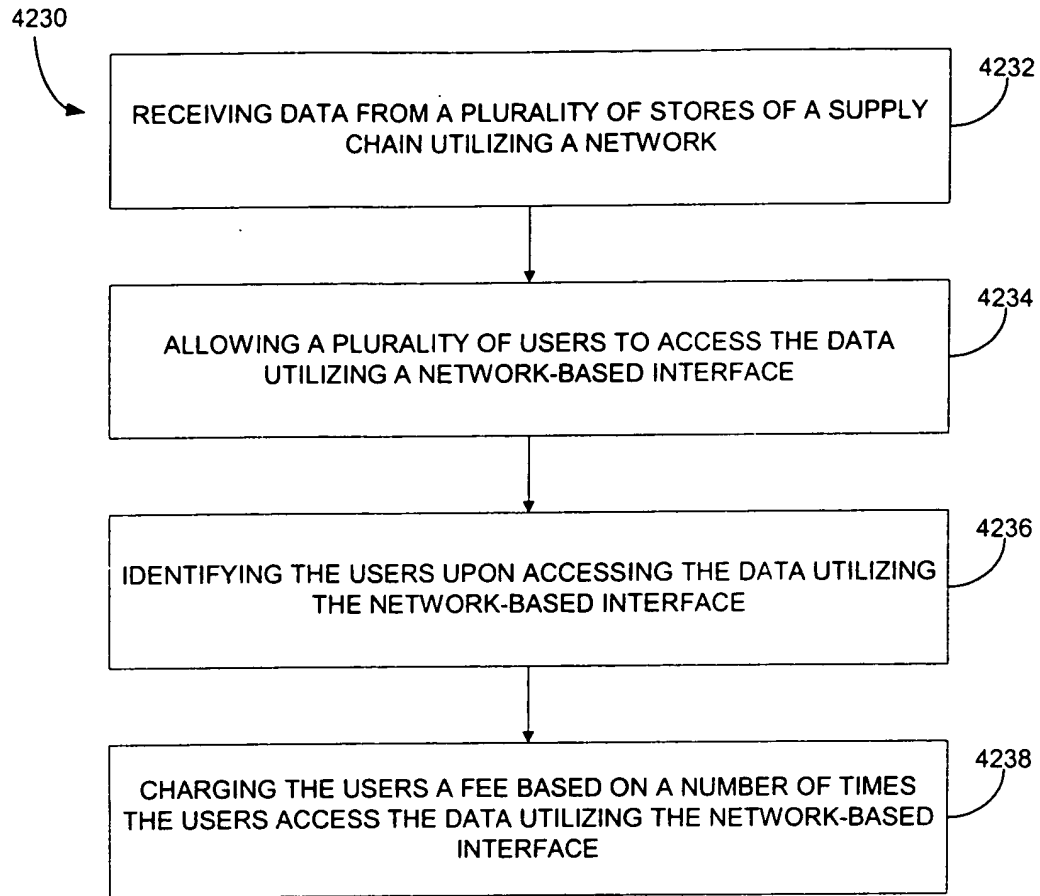 4230
4232
RECEIVING DATA FROM A PLURALITY OF STORES OF A SUPPLY
CHAIN UTILIZING A NETWORK
4234
ALLOWING A PLURALITY OF USERS TO ACCESS THE DATA
UTILIZING A NETWORK-BASED INTERFACE
4236
IDENTIFYING THE USERS UPON ACCESSING THE DATA UTILIZING
THE NETWORK-BASED INTERFACE
4238
CHARGING THE USERS A FEE BASED ON A NUMBER OF TIMES
THE USERS ACCESS THE DATA UTILIZING THE NETWORK-BASED
INTERFACE